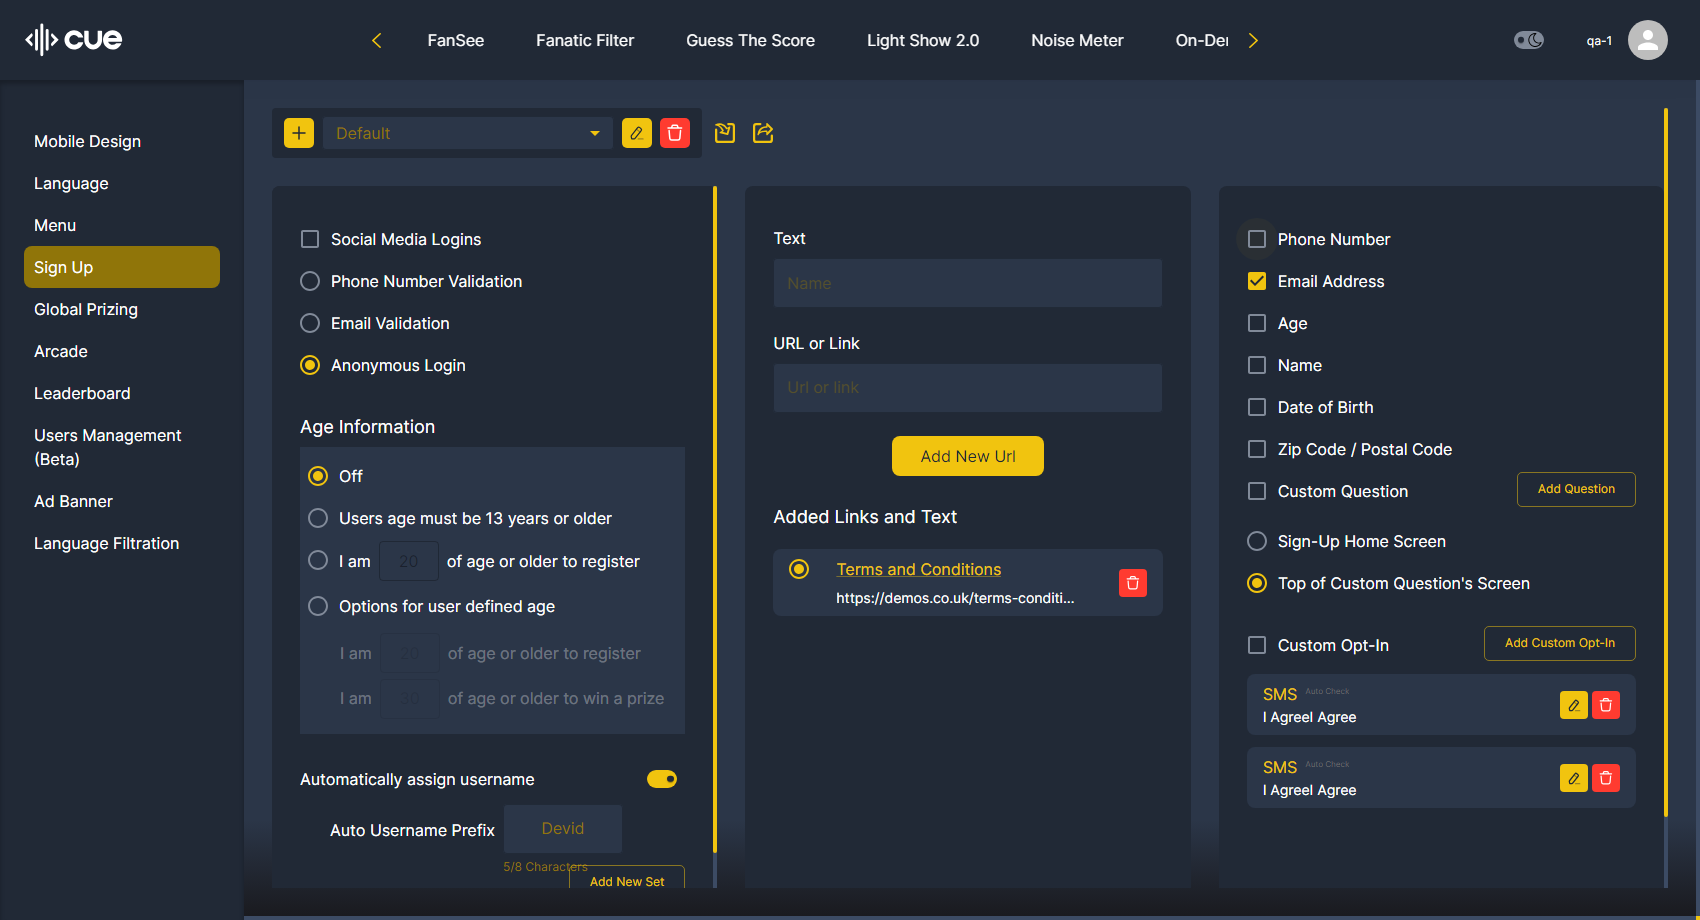 cue
FanSee
Fanatic Filter
Guess The Score
Light Show 2.0
Noise Meter
On-Der
qa-1
Mobile Design
Language
Menu
Sign Up
Global Prizing
Arcade
Leaderboard
Users Management
(Beta)
Ad Banner
Language Filtration
Default
Social Media Logins
Phone Number Validation
Email Validation
Anonymous Login
Age Information
Off
Users age must be 13 years or older
I am 20 of age or older to register
Options for user defined age
I am 20 of age or older to register
I am 30 of age or older to win a prize
Automatically assign username
Auto Username Prefix Devid
5/8 Characters
Add New Set
Text
Name
URL or Link
Url or link
Add New Url
Added Links and Text
Terms and Conditions
https://demos.co.uk/terms-conditi...
Phone Number
Email Address
Age
Name
Date of Birth
Zip Code / Postal Code
Custom Question Add Question
Sign-Up Home Screen
Top of Custom Question's Screen
Custom Opt-In Add Custom Opt-In
SMS Auto Check
I AgreeI Agree
SMS Auto Check
I AgreeI Agree